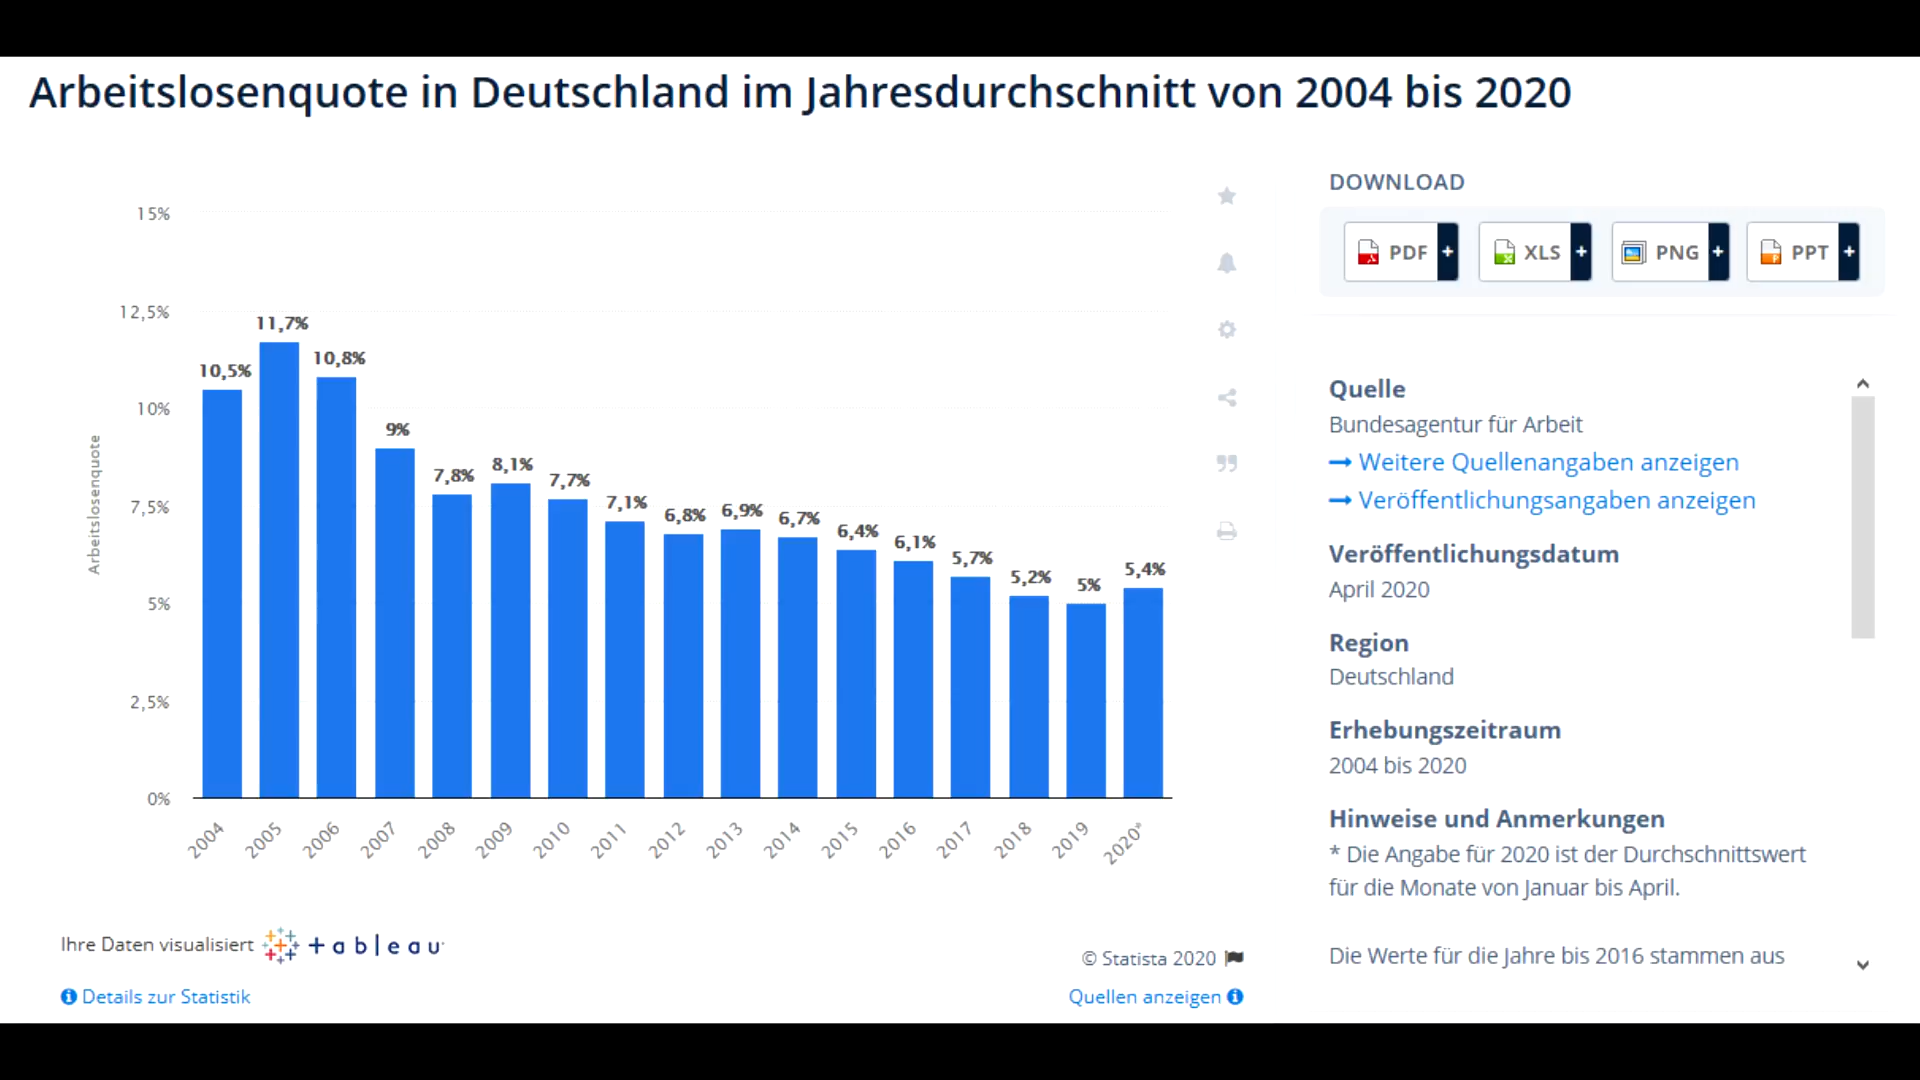 Arbeitslosenquote in Deutschland im Jahresdurchschnitt von 2004 bis 2020
15%
12,5%
10%
7,5%
5%
2,5%
0%
Arbeitslosenquote
10,5%
11,7%
10,8%
9%
7,8%
8,1%
7,7%
7,1%
6,8%
6,9%
6,7%
6,4%
6,1%
5,7%
5,2%
5%
5,4%
2004
2005
2006
2007
2008
2009
2010
2011
2012
2013
2014
2015
2016
2017
2018
2019
2020*
Ihre Daten visualisiert +ableau
Details zur Statistik
© Statista 2020
Quellen anzeigen
DOWNLOAD
PDF +
XLS +
PNG +
PPT +
Quelle
Bundesagentur für Arbeit
→ Weitere Quellenangaben anzeigen
→ Veröffentlichungsangaben anzeigen
Veröffentlichungsdatum
April 2020
Region
Deutschland
Erhebungszeitraum
2004 bis 2020
Hinweise und Anmerkungen
* Die Angabe für 2020 ist der Durchschnittswert
für die Monate von Januar bis April.
Die Werte für die Jahre bis 2016 stammen aus